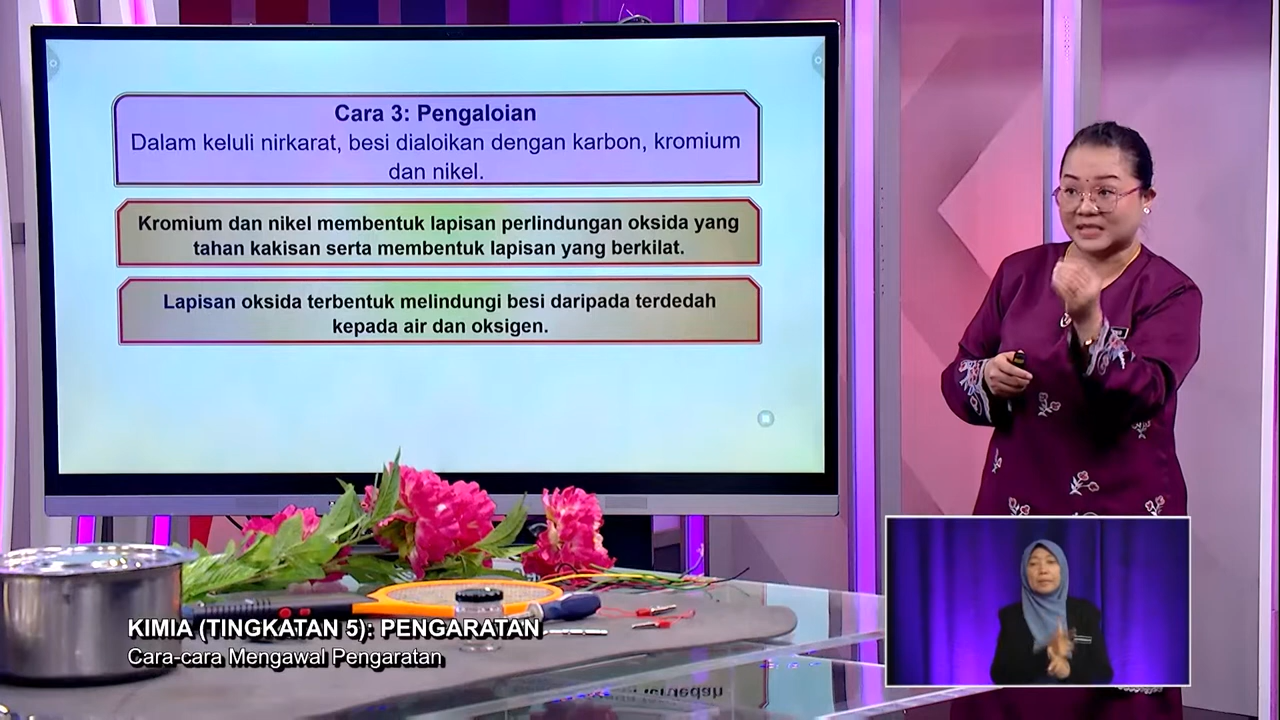 Cara 3: Pengaloian
Dalam keluli nirkarat, besi dialoikan dengan karbon, kromium
dan nikel.
Kromium dan nikel membentuk lapisan perlindungan oksida yang
tahan kakisan serta membentuk lapisan yang berkilat.
Lapisan oksida terbentuk melindungi besi daripada terdedah
kepada air dan oksigen.
KIMIA (TINGKATAN 5): PENGARATAN
Cara-cara Mengawal Pengaratan